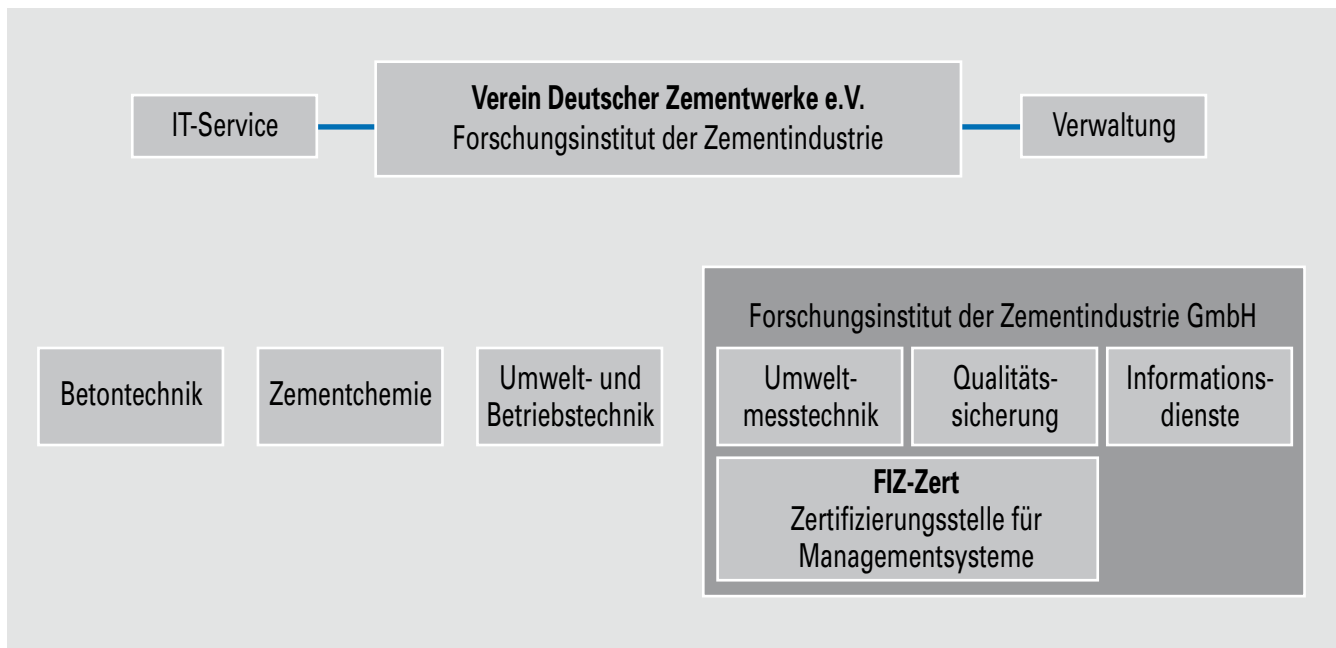 Verein Deutscher Zementwerke e.V.
Forschungsinstitut der Zementindustrie
IT-Service
Verwaltung
Forschungsinstitut der Zementindustrie GmbH
Betontechnik
Zementchemie
Umwelt- und
Betriebstechnik
Umwelt-
messtechnik
Qualitäts-
sicherung
Informations-
dienste
FIZ-Zert
Zertifizierungsstelle für
Managementsysteme